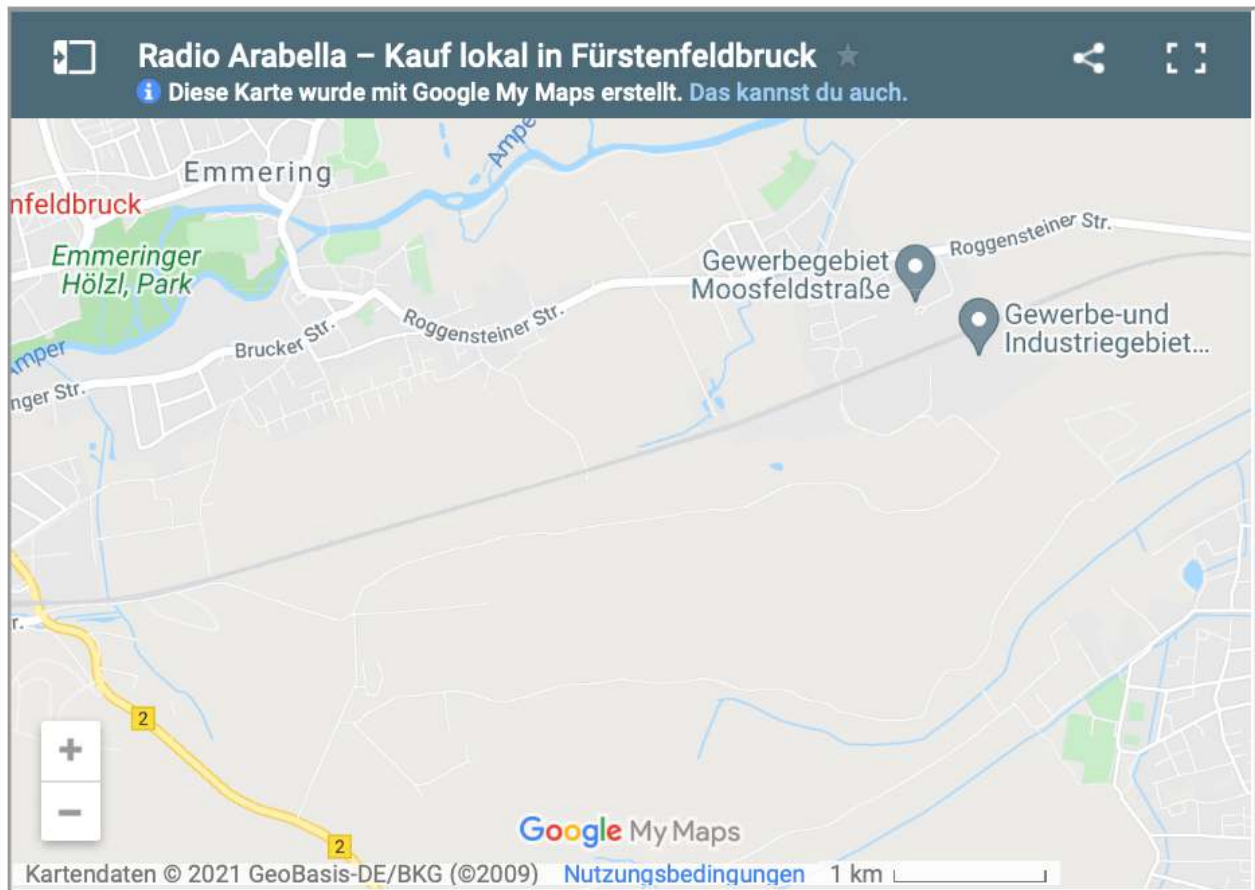 Radio Arabella – Kauf lokal in Fürstenfeldbruck
Diese Karte wurde mit Google My Maps erstellt. Das kannst du auch.
Amper
Emmering
nfeldbruck
Emmeringer
Hölzl, Park
Roggensteiner Str.
Gewerbegebiet
Moosfeldstraße
Gewerbe-und
Industriegebiet...
Roggensteiner Str.
Brucker Str.
Amper
nger Str.
r.
2
+
−
2
Google My Maps
Kartendaten © 2021 GeoBasis-DE/BKG (©2009) Nutzungsbedingungen 1 km